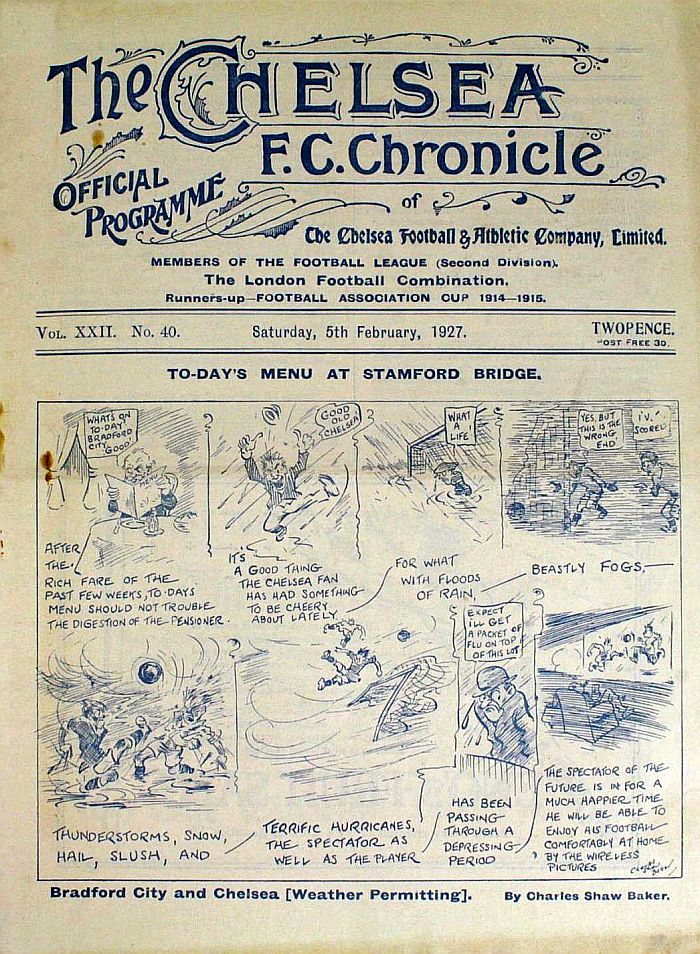 The CHELSEA
F.C. Chronicle
OFFICIAL
PROGRAMME
of
The Chelsea Football & Athletic Company, Limited.
MEMBERS OF THE FOOTBALL LEAGUE (Second Division).
The London Football Combination.
Runners-up—FOOTBALL ASSOCIATION CUP 1914—1915.
VOL. XXII. No. 40.
Saturday, 5th February, 1927.
TWOPENCE.
OST FREE 3D.
TO-DAY'S MENU AT STAMFORD BRIDGE.
WHAT'S ON
TO-DAY?
BRADFORD
CITY.
"GOOD"
GOOD
OLD
CHELSEA
WHAT
A
LIFE!
YES, BUT
THIS IS THE
WRONG
END
I'V
SCORED
AFTER
THE
RICH FARE OF THE
PAST FEW WEEKS, TO-DAYS
MENU SHOULD NOT TROUBLE
THE DIGESTION OF THE PENSIONER.
IT'S
A GOOD THING
THE CHELSEA FAN
HAS HAD SOMETHING
TO BE CHEERY
ABOUT LATELY
FOR WHAT
WITH FLOODS
OF RAIN,
BEASTLY FOGS,
EXPECT
I'LL GET
A PACKET OF
FLU ON TOP
OF THIS LOT
THUNDERSTORMS, SNOW,
HAIL, SLUSH, AND
TERRIFIC HURRICANES,
THE SPECTATOR AS
WELL AS THE PLAYER
HAS BEEN
PASSING
THROUGH A
DEPRESSING
PERIOD
THE SPECTATOR OF THE
FUTURE IS IN FOR A
MUCH HAPPIER TIME
HE WILL BE ABLE TO
ENJOY HIS FOOTBALL
COMFORTABLY AT HOME
BY THE WIRELESS
PICTURES
Bradford City and Chelsea [Weather Permitting].
By Charles Shaw Baker.